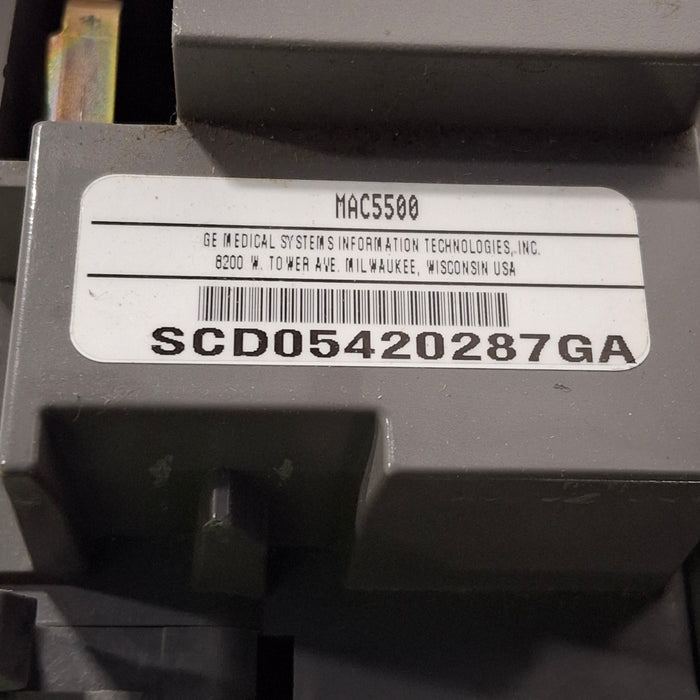 MAC5500
GE MEDICAL SYSTEMS INFORMATION TECHNOLOGIES, INC.
8200 W. TOWER AVE. MILWAUKEE, WISCONSIN USA
SCD05420287GA